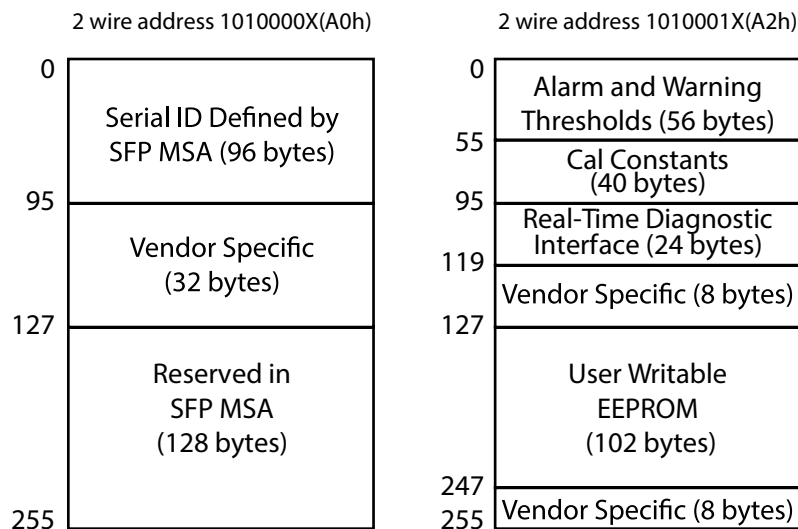 2 wire address 1010000X(A0h)
0
Serial ID Defined by
SFP MSA (96 bytes)
95
Vendor Specific
(32 bytes)
127
Reserved in
SFP MSA
(128 bytes)
255
2 wire address 1010001X(A2h)
0
Alarm and Warning
Thresholds (56 bytes)
55
Cal Constants
(40 bytes)
95
Real-Time Diagnostic
Interface (24 bytes)
119
Vendor Specific (8 bytes)
127
User Writable
EEPROM
(102 bytes)
247
Vendor Specific (8 bytes)
255